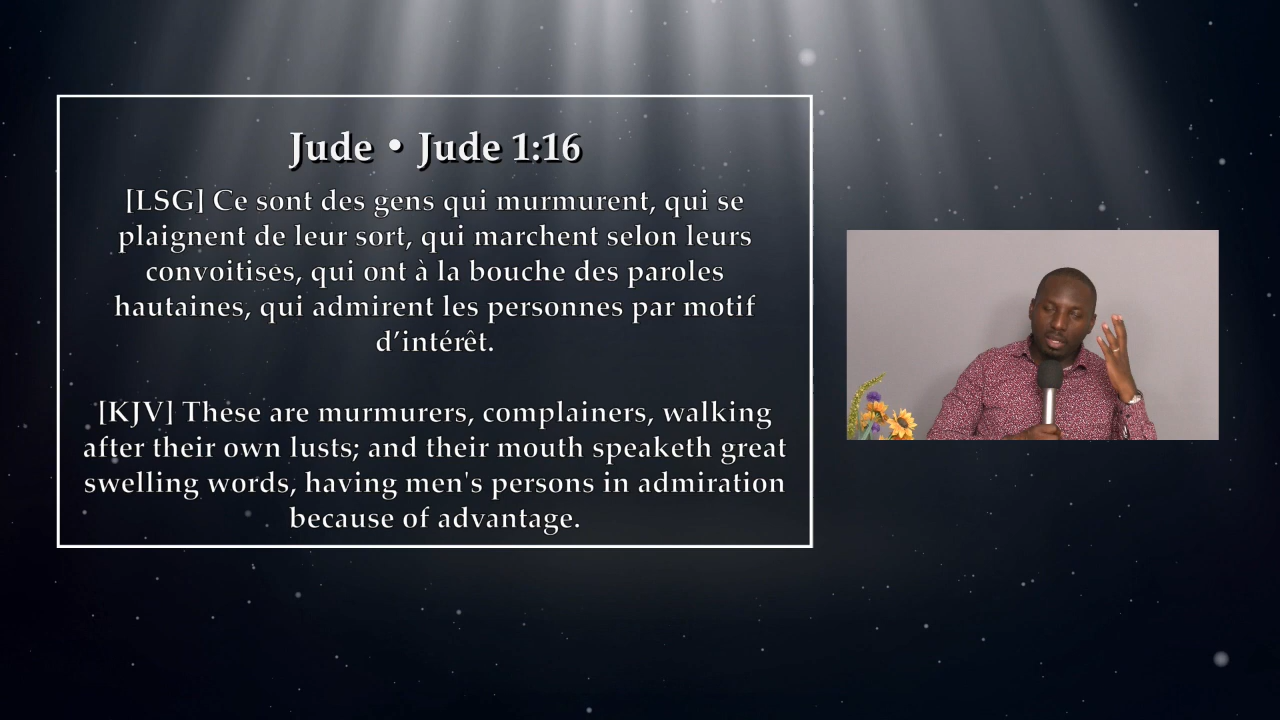 Jude • Jude 1:16
[LSG] Ce sont des gens qui murmurent, qui se
plaignent de leur sort, qui marchent selon leurs
convoitises, qui ont à la bouche des paroles
hautaines, qui admirent les personnes par motif
d’intérêt.
[KJV] These are murmurers, complainers, walking
after their own lusts; and their mouth speaketh great
swelling words, having men's persons in admiration
because of advantage.